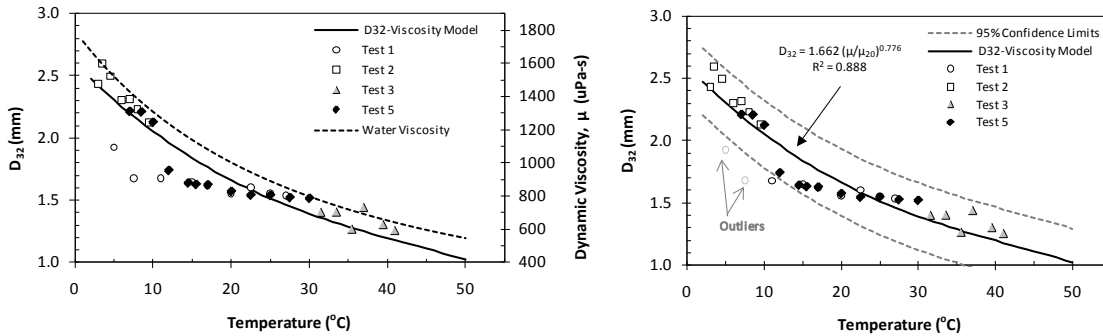 3.0
2.5
2.0
1.5
1.0
D32 (mm)
0
10
20
30
40
50
Temperature (°C)
D32-Viscosity Model
Test 1
Test 2
Test 3
Test 5
Water Viscosity
1800
1600
1400
1200
1000
800
600
400
Dynamic Viscosity, μ (uPa-s)
3.0
2.5
2.0
1.5
1.0
D32 (mm)
0
10
20
30
40
50
Temperature (°C)
95% Confidence Limits
D32-Viscosity Model
Test 1
Test 2
Test 3
Test 5
D32 = 1.662 (μ/μ20)^0.776
R² = 0.888
Outliers